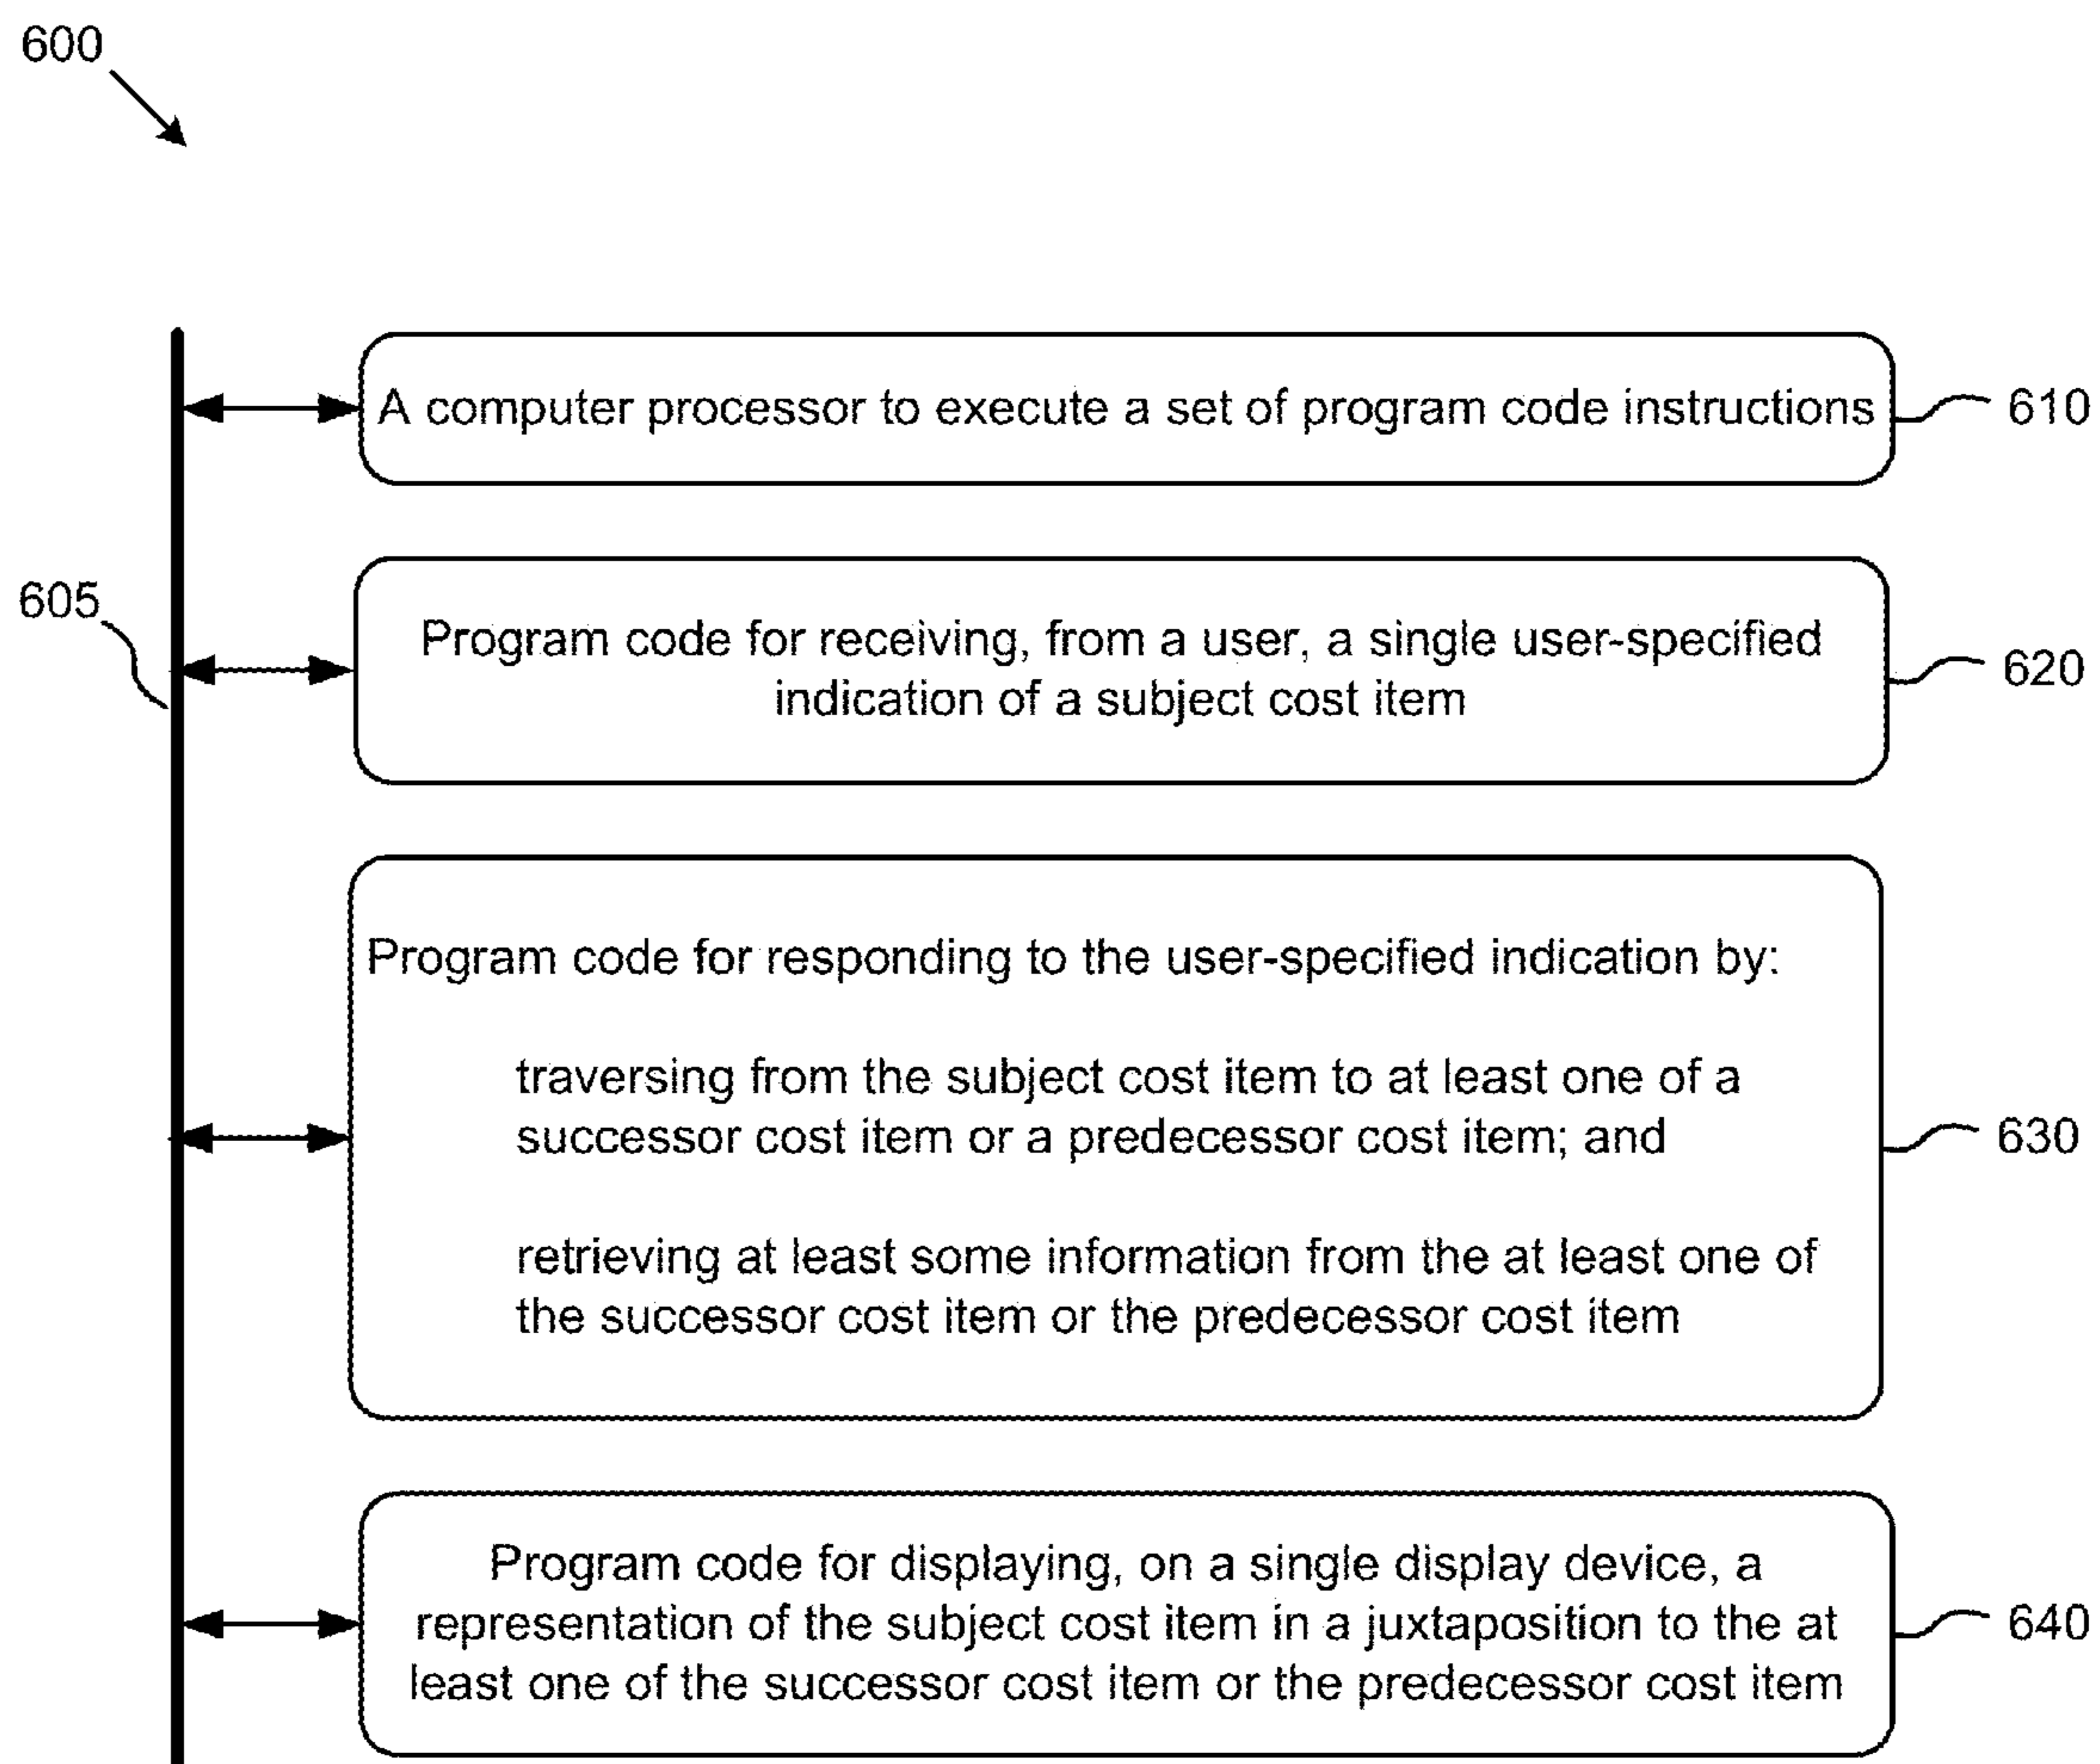 600
A computer processor to execute a set of program code instructions
610
605
Program code for receiving, from a user, a single user-specified
indication of a subject cost item
620
Program code for responding to the user-specified indication by:
traversing from the subject cost item to at least one of a
successor cost item or a predecessor cost item; and
630
retrieving at least some information from the at least one of
the successor cost item or the predecessor cost item
Program code for displaying, on a single display device, a
representation of the subject cost item in a juxtaposition to the at
640
least one of the successor cost item or the predecessor cost item